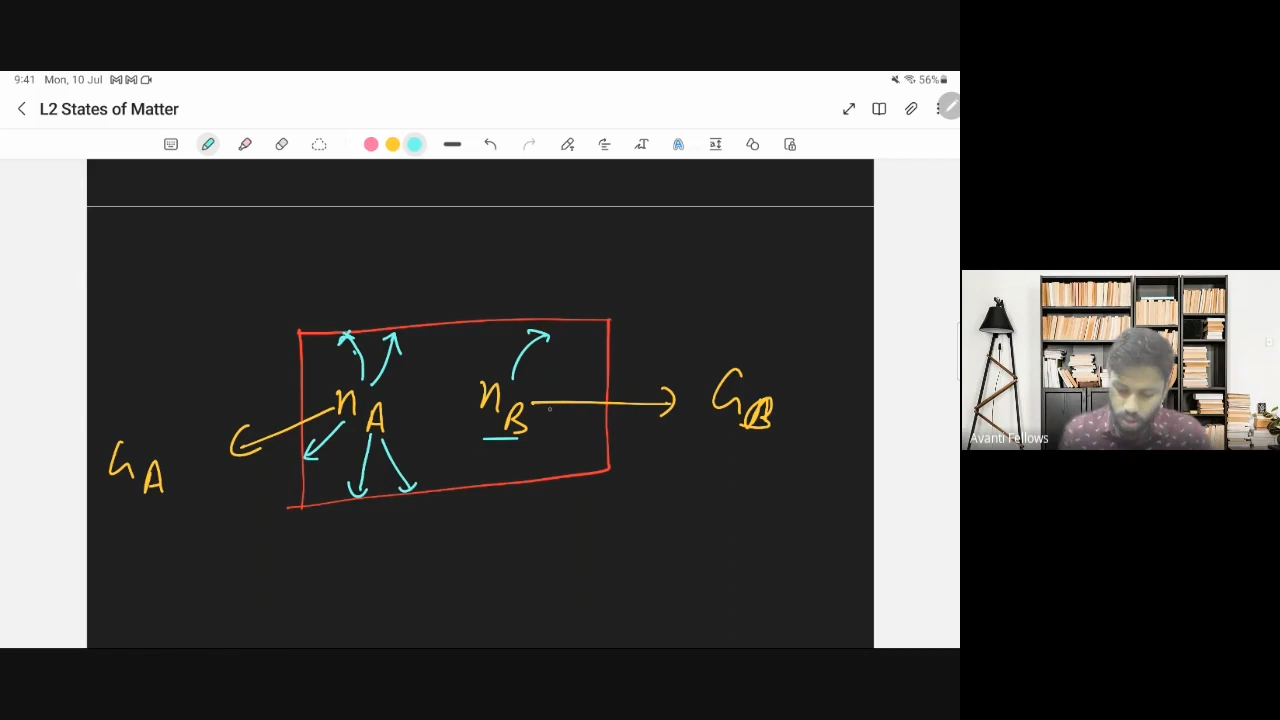 9:41 Mon, 10 Jul 56%
L2 States of Matter
n A n B G B
G A
Avanti Fellows